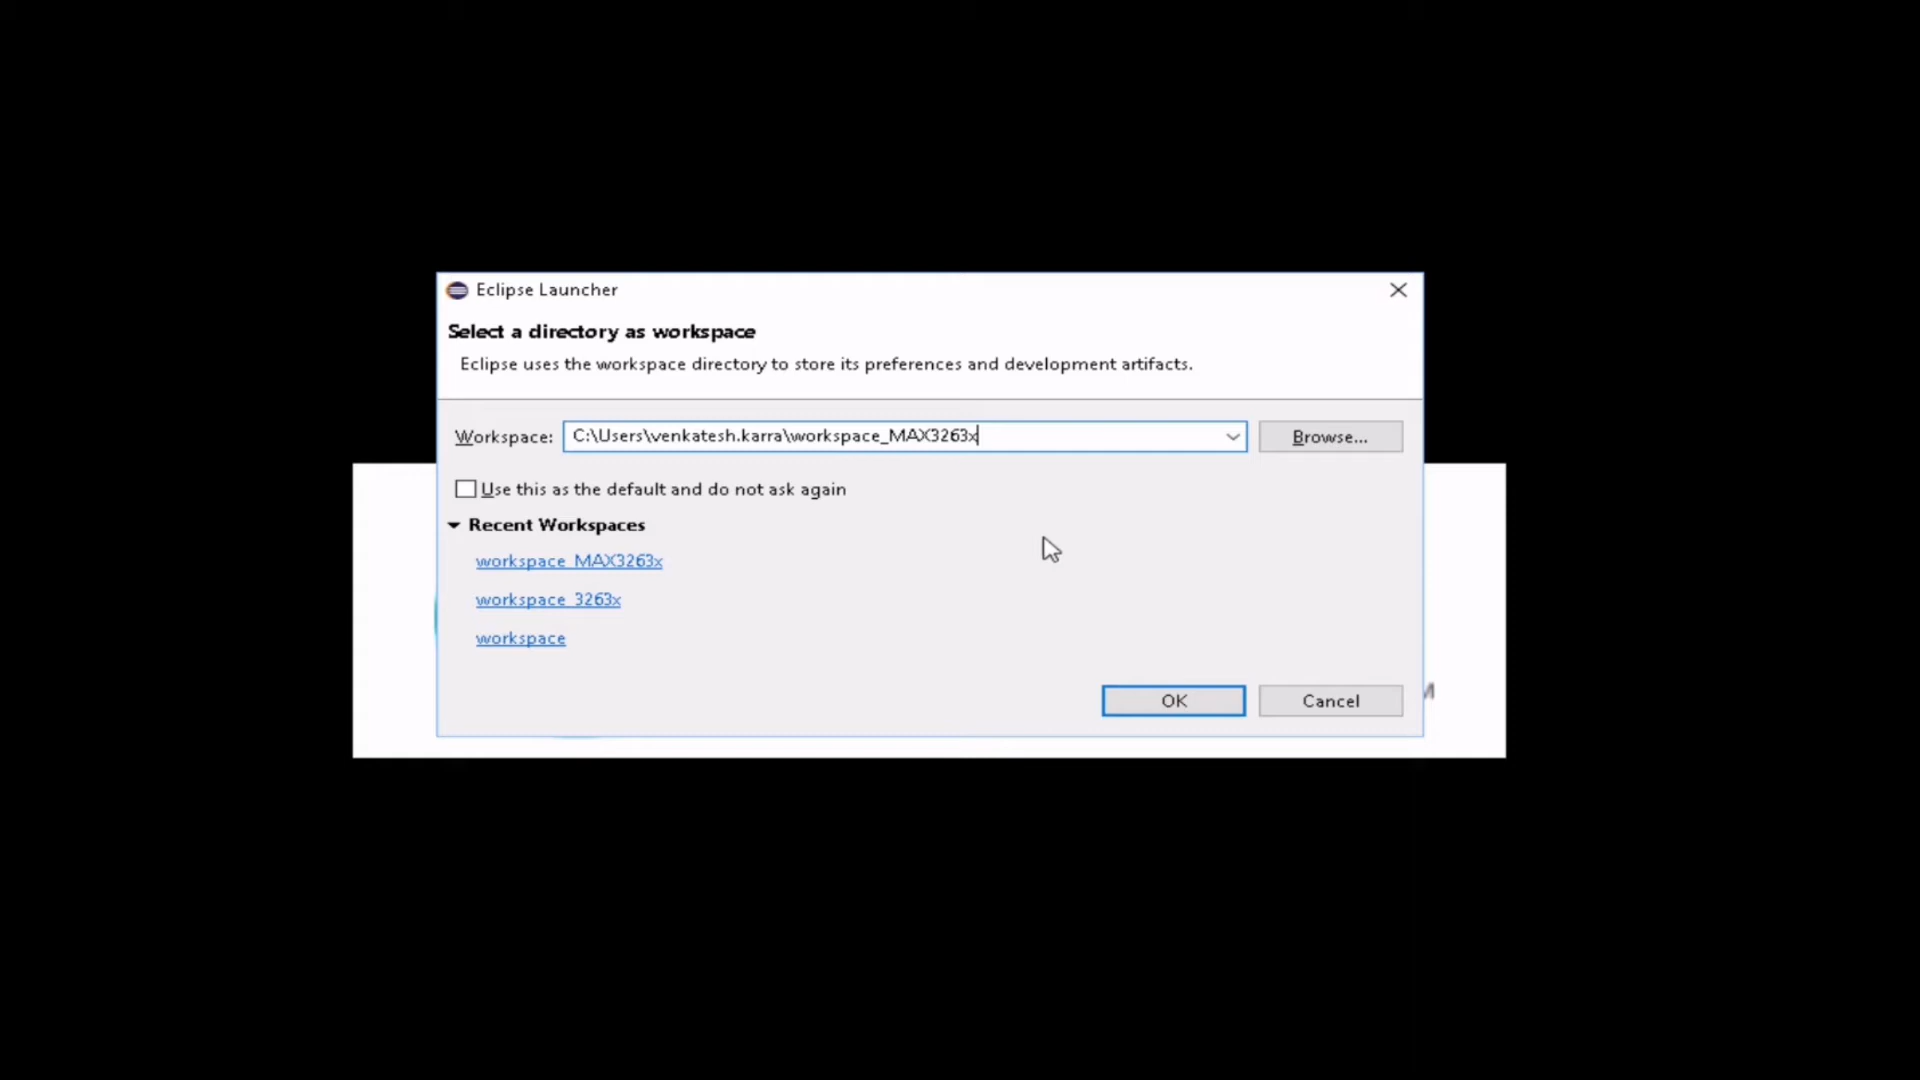 Eclipse Launcher
Select a directory as workspace
Eclipse uses the workspace directory to store its preferences and development artifacts.
Workspace: C:\Users\venkatesh.karra\workspace_MAX3263x Browse...
Use this as the default and do not ask again
Recent Workspaces
workspace_MAX3263x
workspace_3263x
workspace
OK Cancel